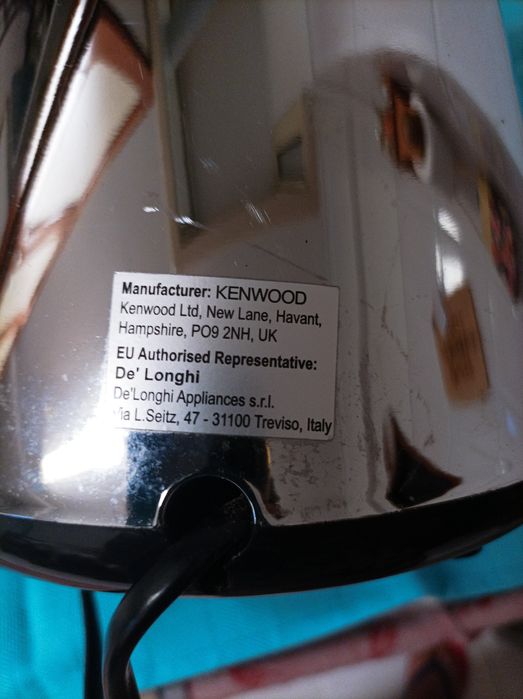 Manufacturer: KENWOOD
Kenwood Ltd, New Lane, Havant,
Hampshire, PO9 2NH, UK
EU Authorised Representative:
De' Longhi
De'Longhi Appliances s.r.l.
Via L.Seitz, 47 - 31100 Treviso, Italy